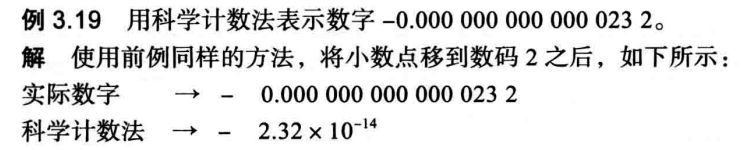 例 3.19 用科学计数法表示数字 –0.000 000 000 000 023 2。
解 使用前例同样的方法，将小数点移到数码 2 之后，如下所示：
实际数字 → – 0.000 000 000 000 023 2
科学计数法 → – 2.32 × 10⁻¹⁴